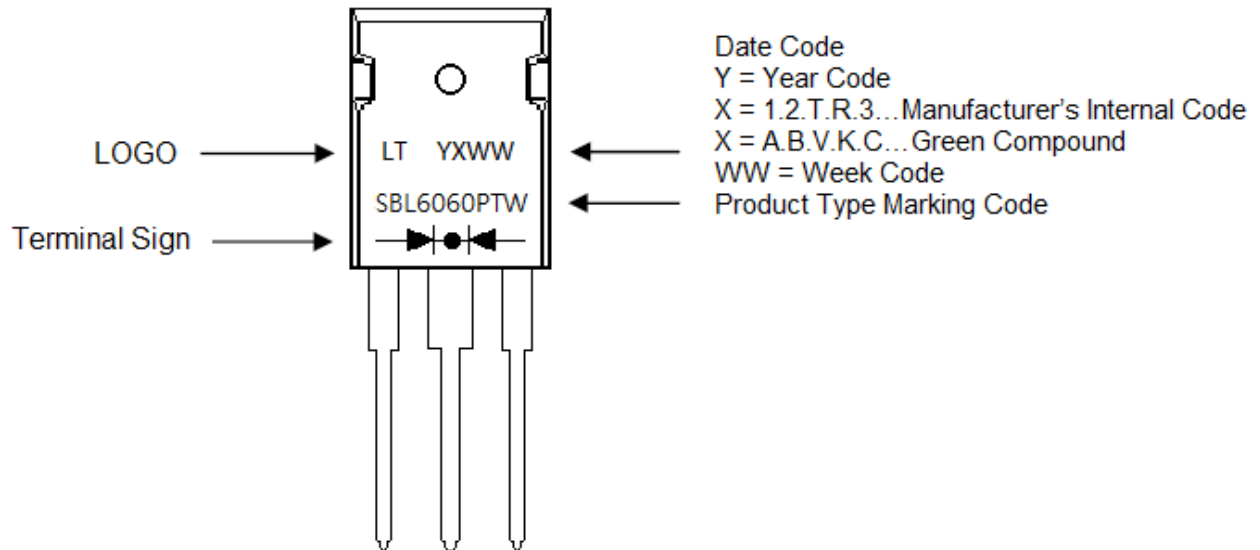 Date Code
Y = Year Code
X = 1.2.T.R.3...Manufacturer's Internal Code
LOGO
LT YXWW
X = A.B.V.K.C...Green Compound
WW = Week Code
SBL6060PTW
Product Type Marking Code
Terminal Sign